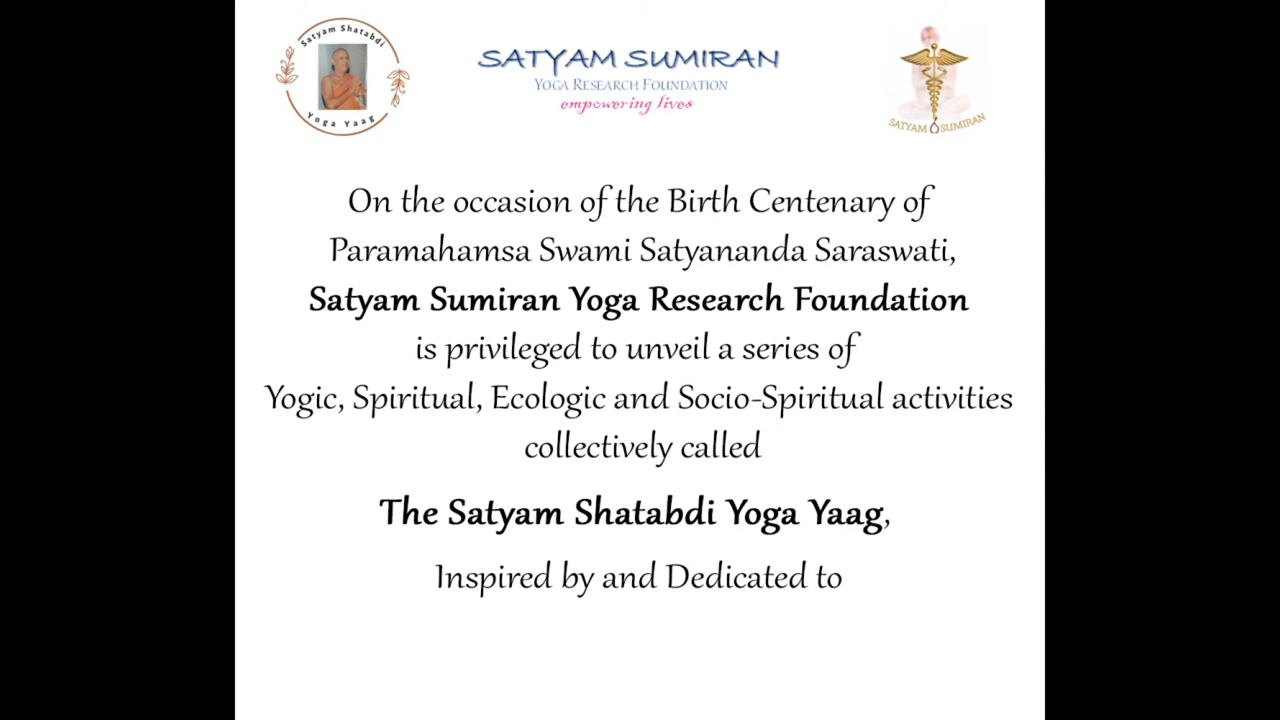 Satyam Shatabdi
Yoga Yaag
SATYAM SUMIRAN
YOGA RESEARCH FOUNDATION
empowering lives
SATYAM SUMIRAN
On the occasion of the Birth Centenary of
Paramahamsa Swami Satyananda Saraswati,
Satyam Sumiran Yoga Research Foundation
is privileged to unveil a series of
Yogic, Spiritual, Ecologic and Socio-Spiritual activities
collectively called
The Satyam Shatabdi Yoga Yaag,
Inspired by and Dedicated to